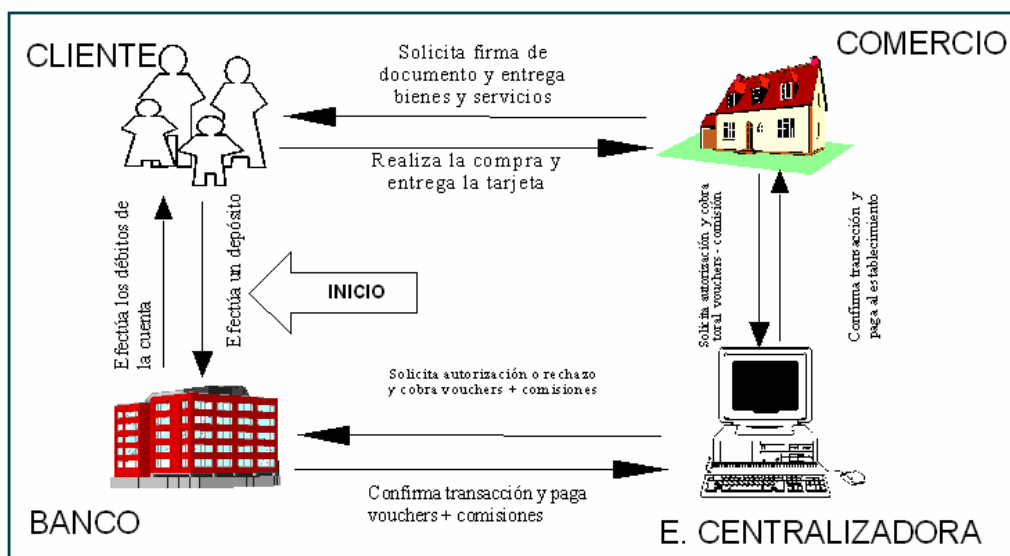 CLIENTE
COMERCIO
Solicita firma de
documento y entrega
bienes y servicios
Realiza la compra y
entrega la tarjeta
Efectúa los débitos de
la cuenta
Efectúa un depósito
INICIO
Solicita autorización y cobra
toral vouchers - comisión
Confirma transacción y
paga al establecimiento
Solicita autorización o rechazo
y cobra vouchers + comisiones
Confirma transacción y paga
vouchers + comisiones
BANCO
E. CENTRALIZADORA